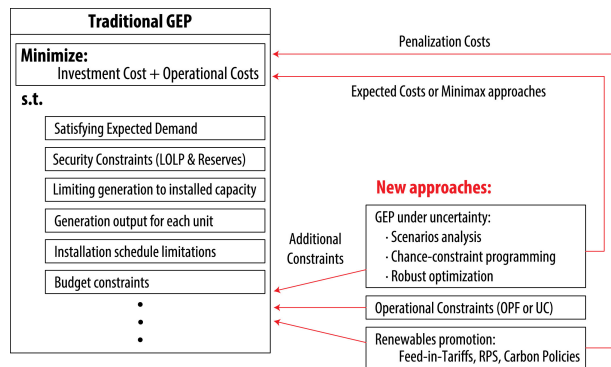 Traditional GEP
Minimize:
Investment Cost + Operational Costs
s.t.
Satisfying Expected Demand
Security Constraints (LOLP & Reserves)
Limiting generation to installed capacity
Generation output for each unit
Installation schedule limitations
Budget constraints
Penalization Costs
Expected Costs or Minimax approaches
Additional
Constraints
New approaches:
GEP under uncertainty:
· Scenarios analysis
· Chance-constraint programming
· Robust optimization
Operational Constraints (OPF or UC)
Renewables promotion:
Feed-in-Tariffs, RPS, Carbon Policies